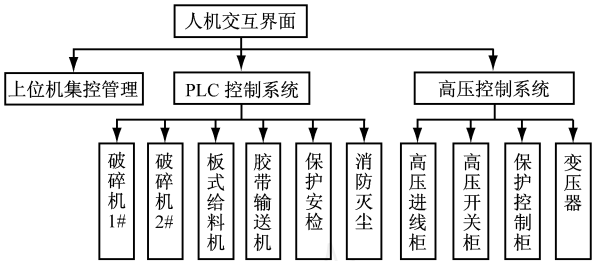 人机交互界面
上位机集控管理
PLC 控制系统
高压控制系统
破碎机1#
破碎机2#
板式给料机
胶带输送机
保护安检
消防灭尘
高压进线柜
高压开关柜
保护控制柜
变压器